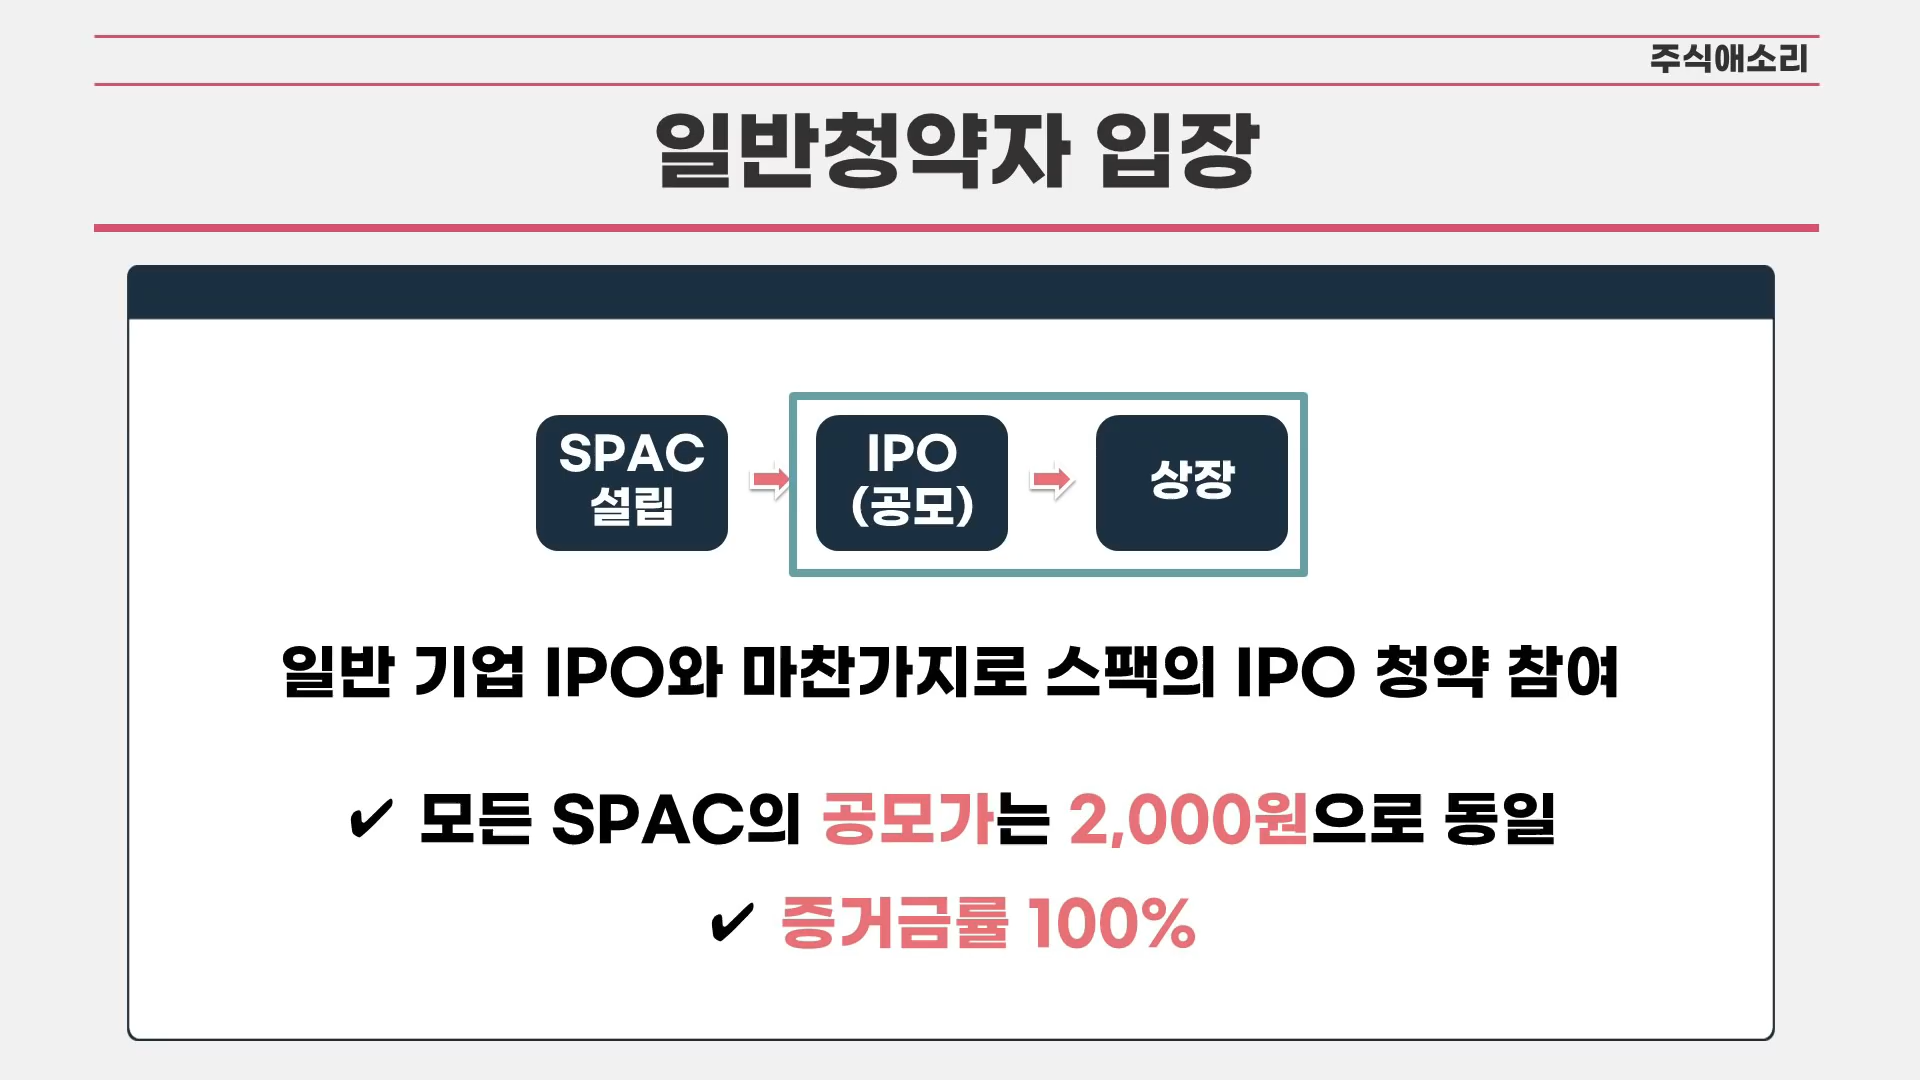 주식애소리
일반청약자 입장
SPAC
설립
IPO
(공모)
상장
일반 기업 IPO와 마찬가지로 스팩의 IPO 청약 참여
✔ 모든 SPAC의 공모가는 2,000원으로 동일
✔ 증거금률 100%